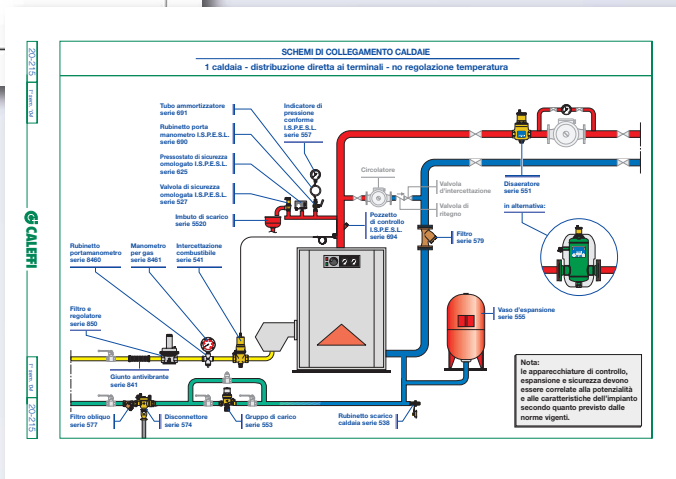 SCHEMI DI COLLEGAMENTO CALDAIE
1 caldaia - distribuzione diretta ai terminali - no regolazione temperatura
20-215
1° sem. '04
CALEFFI
1° sem. '04
20-215
Tubo ammortizzatore
serie 691
Rubinetto porta
manometro I.S.P.E.S.L.
serie 690
Pressostato di sicurezza
omologato I.S.P.E.S.L.
serie 625
Valvola di sicurezza
omologata I.S.P.E.S.L.
serie 527
Imbuto di scarico
serie 5520
Indicatore di
pressione
conforme
I.S.P.E.S.L.
serie 557
Circolatore
Valvola
d'intercettazione
Valvola di
ritegno
Pozzetto
di controllo
I.S.P.E.S.L.
serie 694
Filtro
serie 579
Disaeratore
serie 551
in alternativa:
Rubinetto
portamanometro
serie 8460
Manometro
per gas
serie 8461
Intercettazione
combustibile
serie 541
Filtro e
regolatore
serie 850
Giunto antivibrante
serie 841
Vaso d'espansione
serie 555
Filtro obliquo
serie 577
Disconnettore
serie 574
Gruppo di carico
serie 553
Rubinetto scarico
caldaia serie 538
Nota:
le apparecchiature di controllo,
espansione e sicurezza devono
essere correlate alla potenzialità
e alle caratteristiche dell'impianto
secondo quanto previsto dalle
norme vigenti.